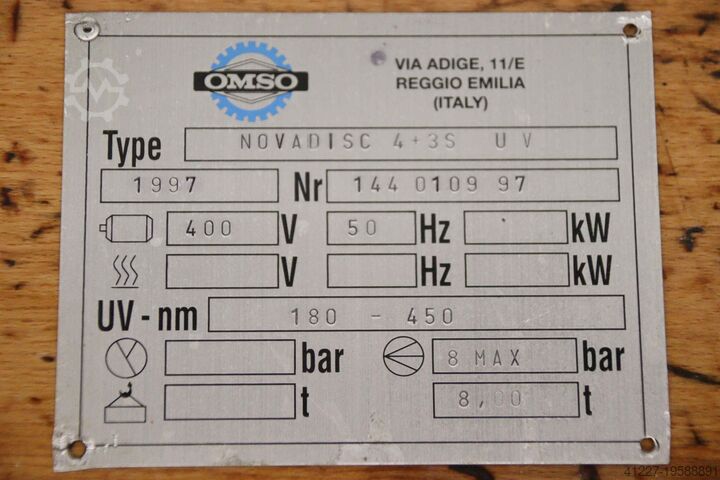 OMSO
VIA ADIGE, 11/E
REGGIO EMILIA
(ITALY)
Type NOVADISC 4+3S UV
1997 Nr 144 0109 97
400 V 50 Hz kW
V Hz kW
UV - nm 180 - 450
bar 8 MAX bar
t 8,00 t
41227-19588891